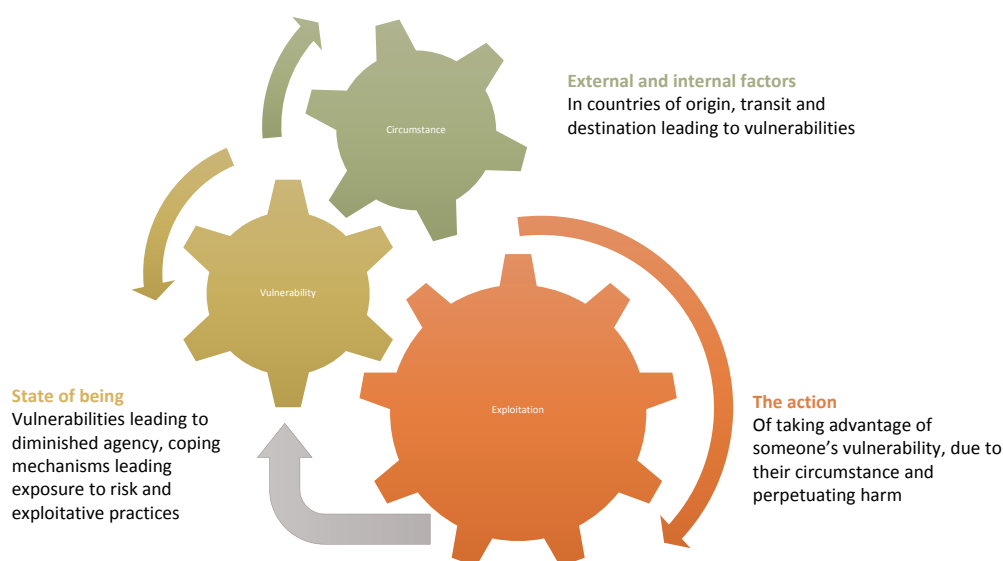 External and internal factors
In countries of origin, transit and
destination leading to vulnerabilities
Circumstance
Vulnerability
State of being
Vulnerabilities leading to
diminished agency, coping
mechanisms leading
exposure to risk and
exploitative practices
Exploitation
The action
Of taking advantage of
someone’s vulnerability, due to
their circumstance and
perpetuating harm